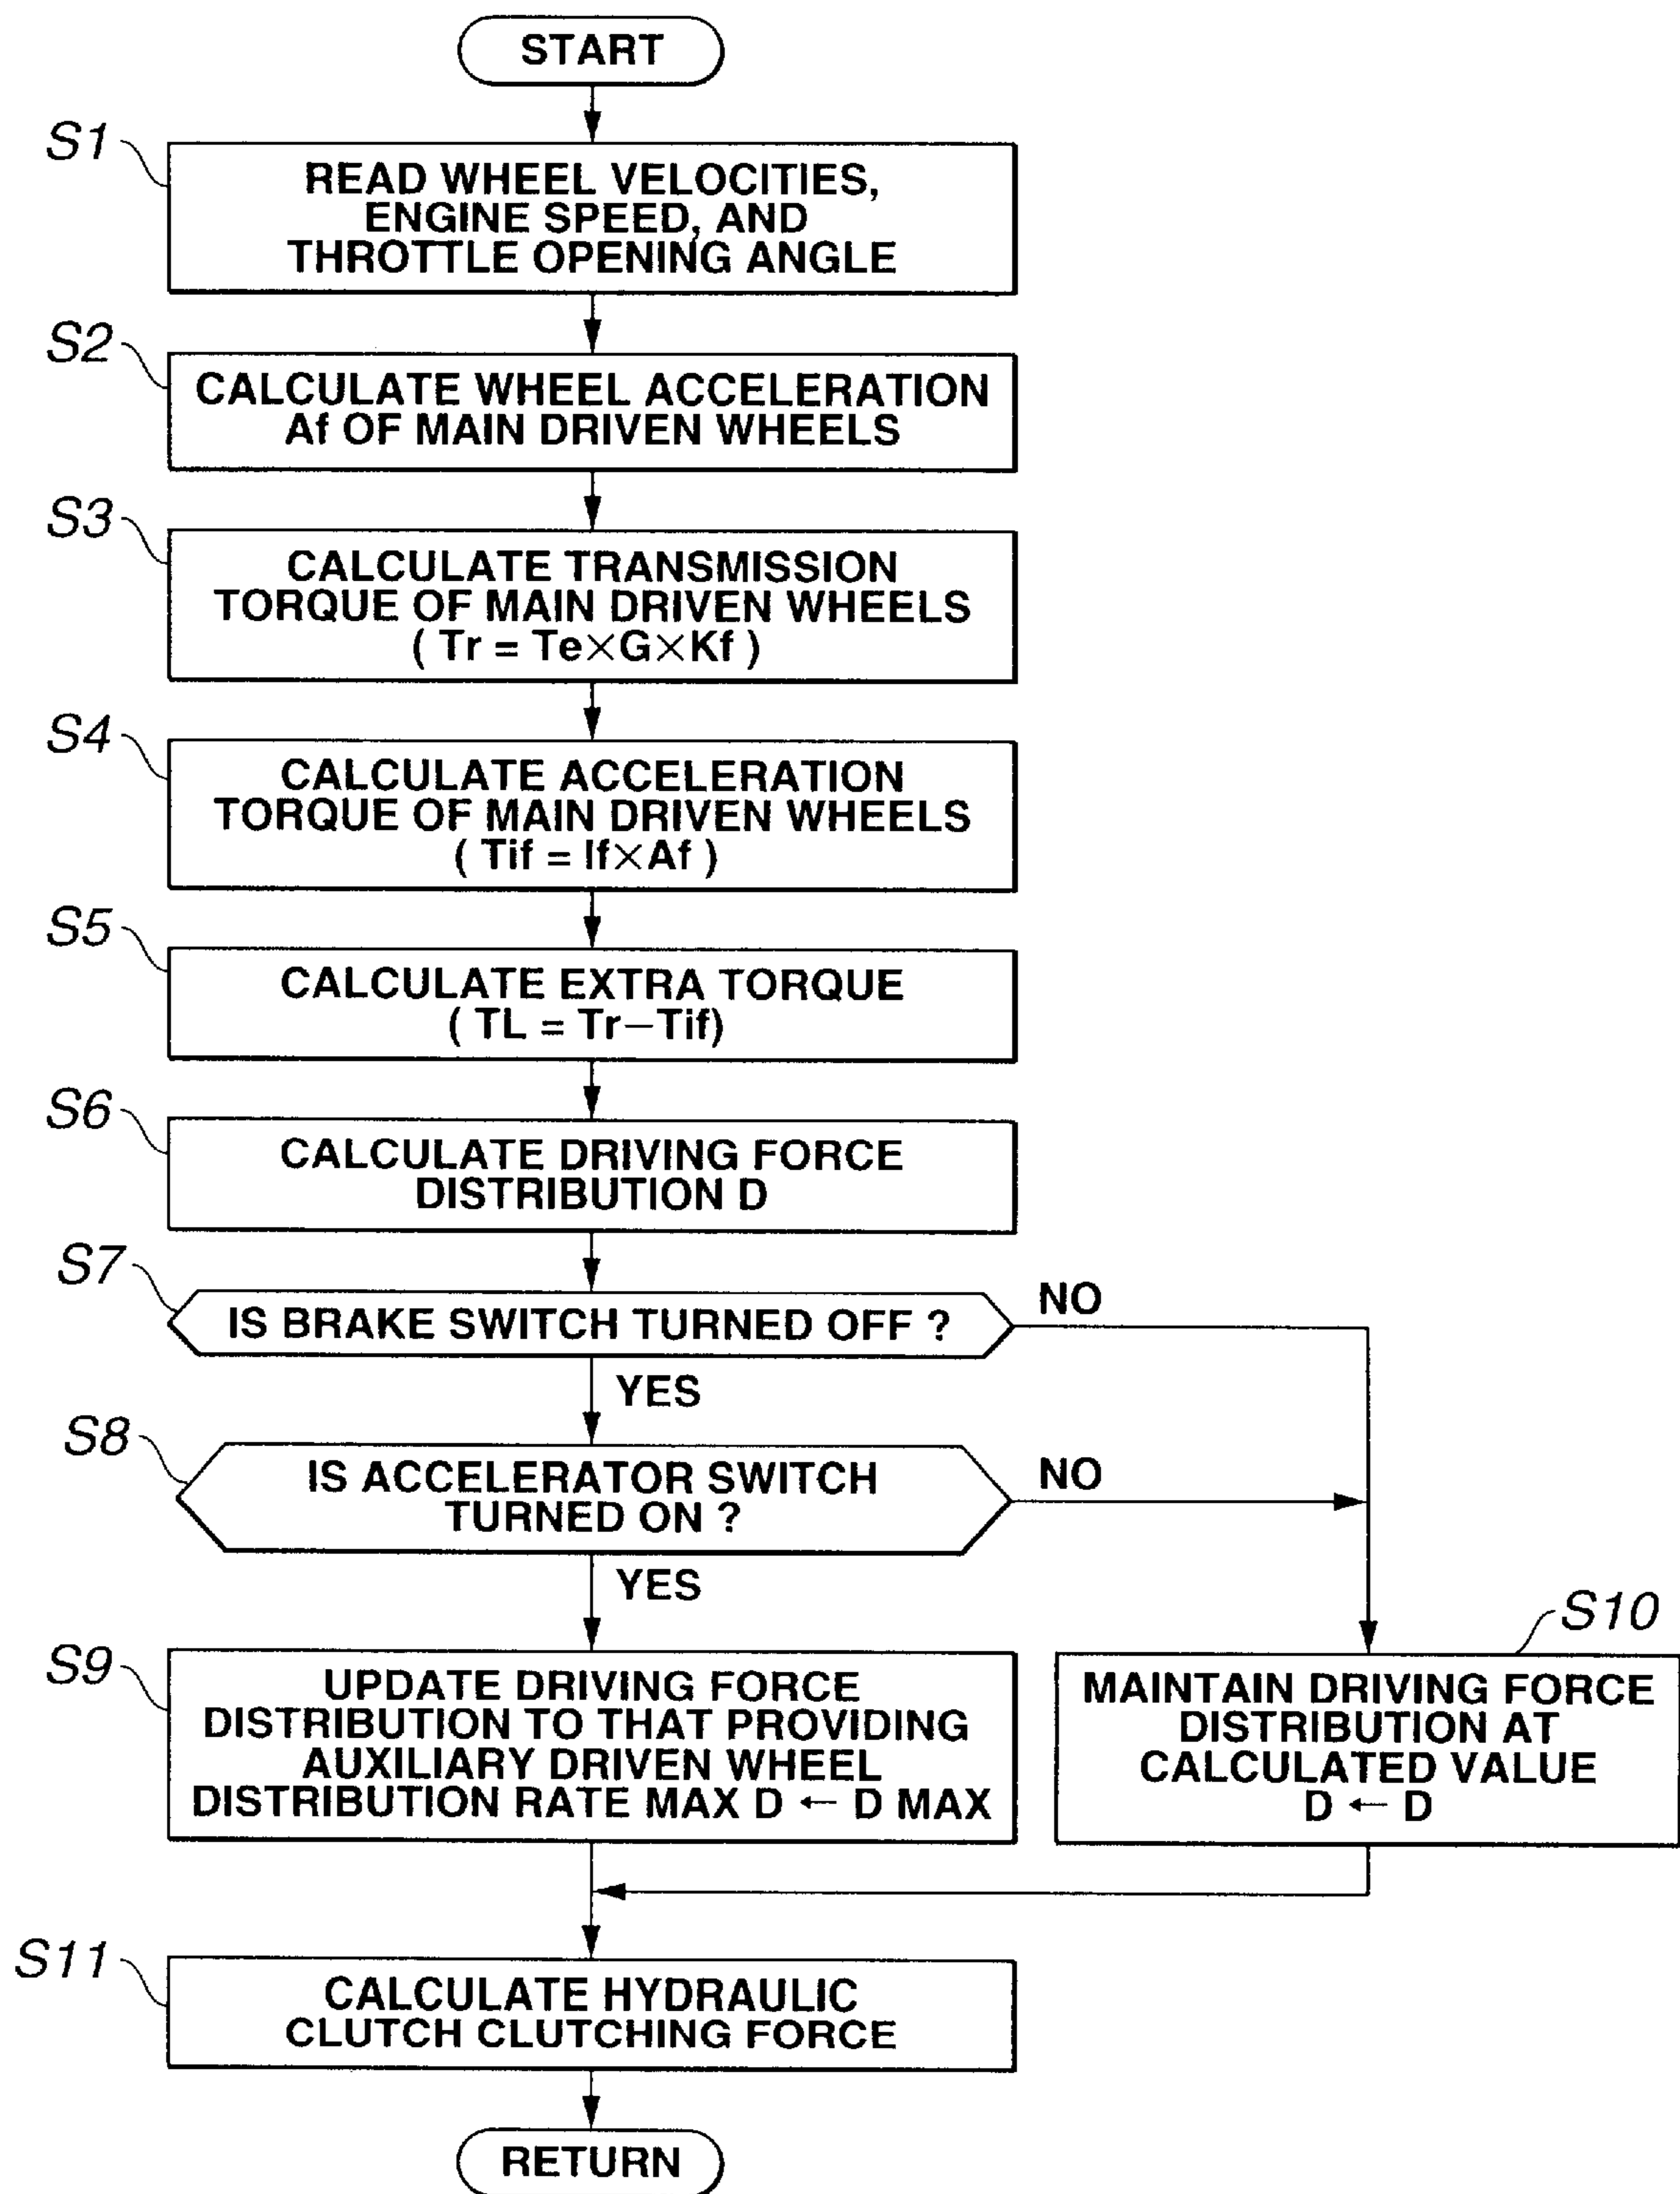 START
S1
READ WHEEL VELOCITIES,
ENGINE SPEED, AND
THROTTLE OPENING ANGLE
S2
CALCULATE WHEEL ACCELERATION
Af OF MAIN DRIVEN WHEELS
S3
CALCULATE TRANSMISSION
TORQUE OF MAIN DRIVEN WHEELS
( Tr = Te×G×Kf )
S4
CALCULATE ACCELERATION
TORQUE OF MAIN DRIVEN WHEELS
( Tif = If×Af )
S5
CALCULATE EXTRA TORQUE
( TL = Tr−Tif)
S6
CALCULATE DRIVING FORCE
DISTRIBUTION D
S7
IS BRAKE SWITCH TURNED OFF ?
NO
YES
S8
IS ACCELERATOR SWITCH
TURNED ON ?
NO
YES
S9
UPDATE DRIVING FORCE
DISTRIBUTION TO THAT PROVIDING
AUXILIARY DRIVEN WHEEL
DISTRIBUTION RATE MAX D ← D MAX
S10
MAINTAIN DRIVING FORCE
DISTRIBUTION AT
CALCULATED VALUE
D ← D
S11
CALCULATE HYDRAULIC
CLUTCH CLUTCHING FORCE
RETURN